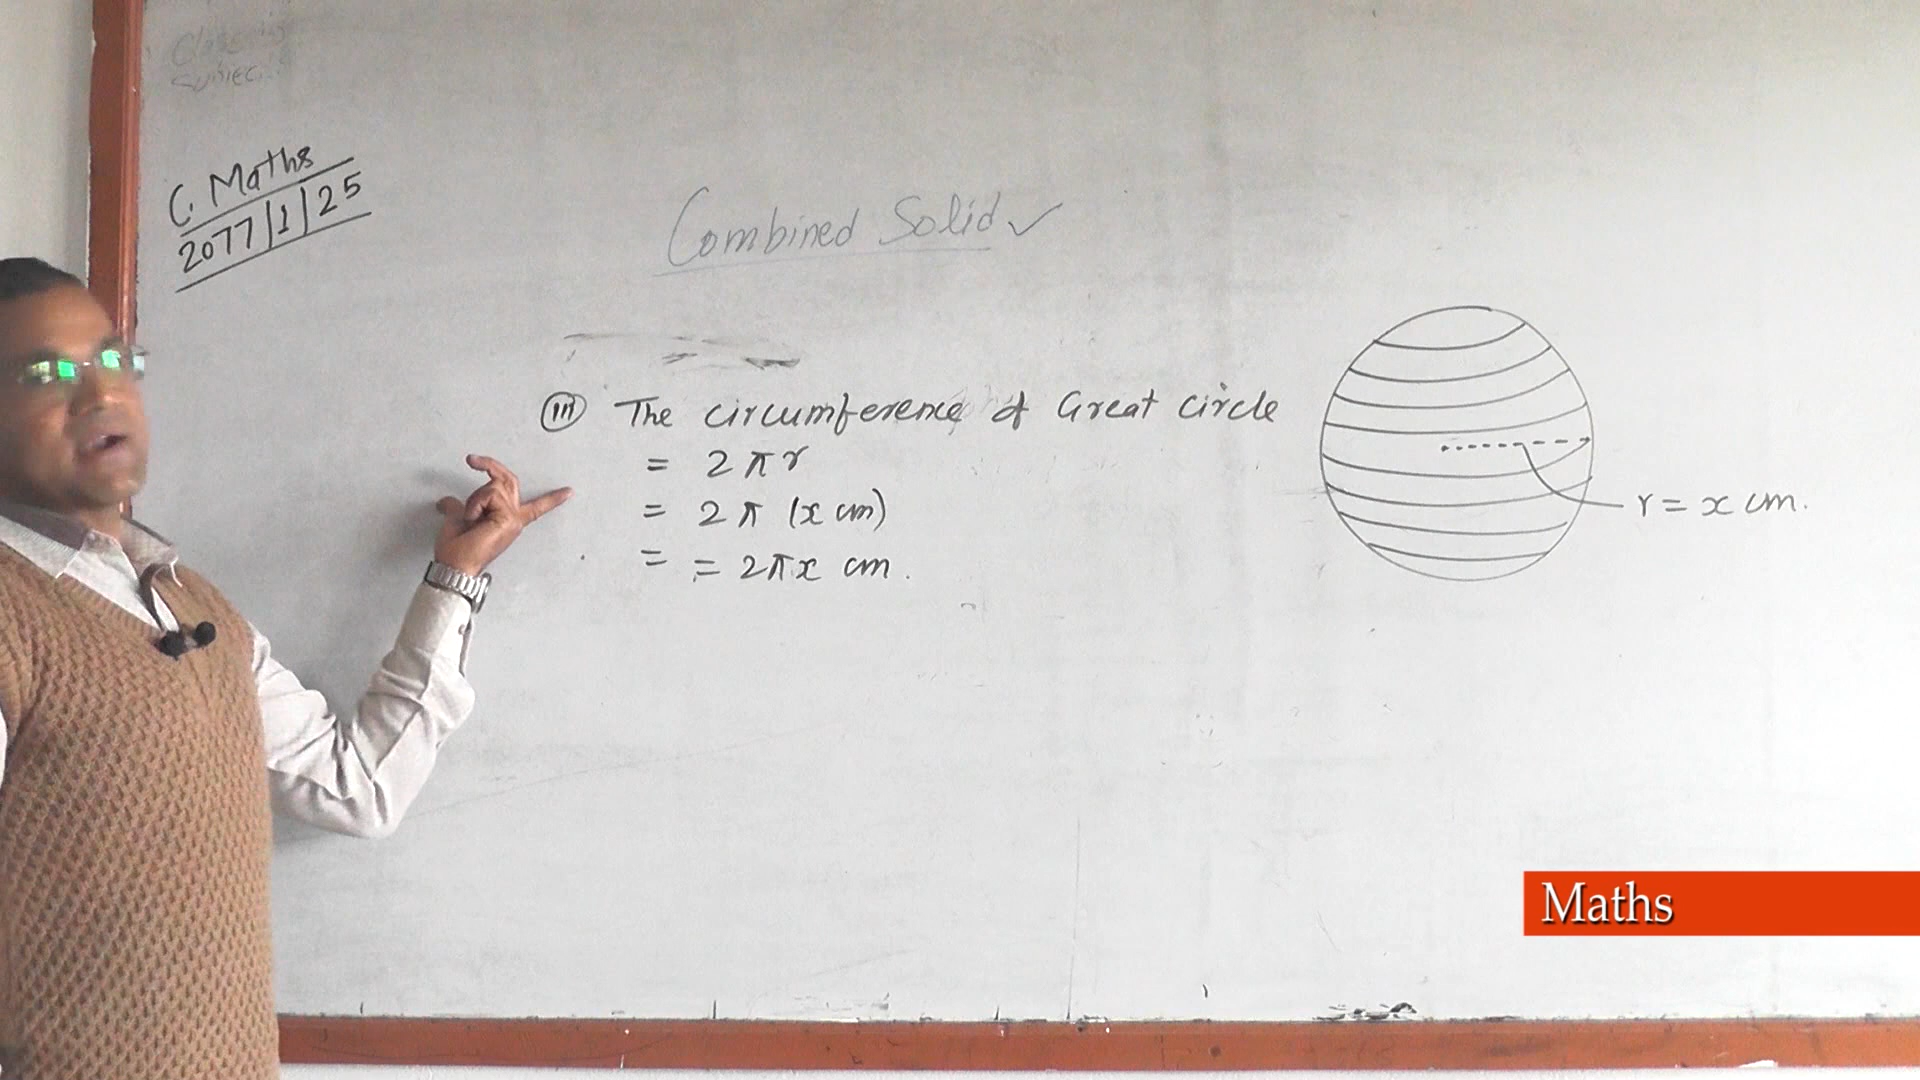 C. Maths
2077/1/25
Combined Solid ✓
(III) The circumference of Great circle
= 2πr
= 2π (x cm)
= = 2πx cm.
r = x cm.
Maths